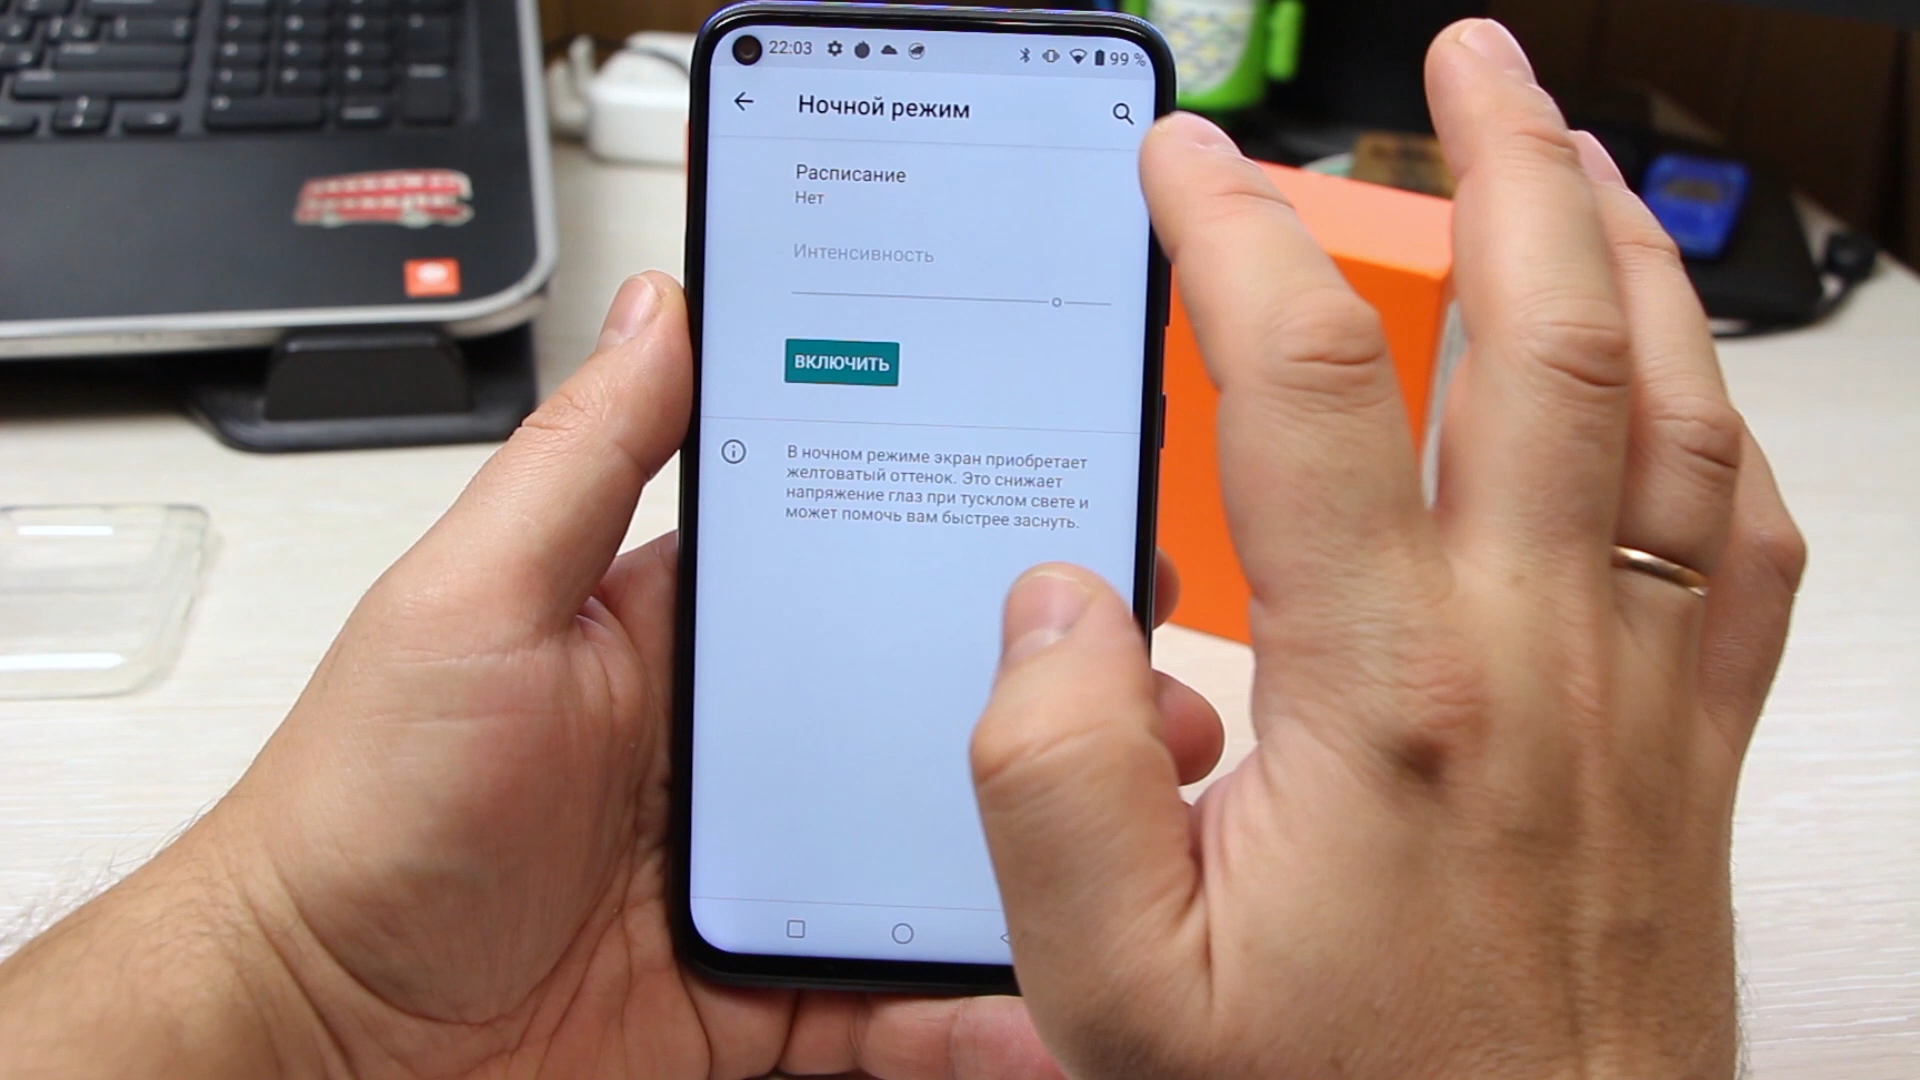 22:03 99 %
Ночной режим
Расписание
Нет
Интенсивность
ВКЛЮЧИТЬ
В ночном режиме экран приобретает
желтоватый оттенок. Это снижает
напряжение глаз при тусклом свете и
может помочь вам быстрее заснуть.